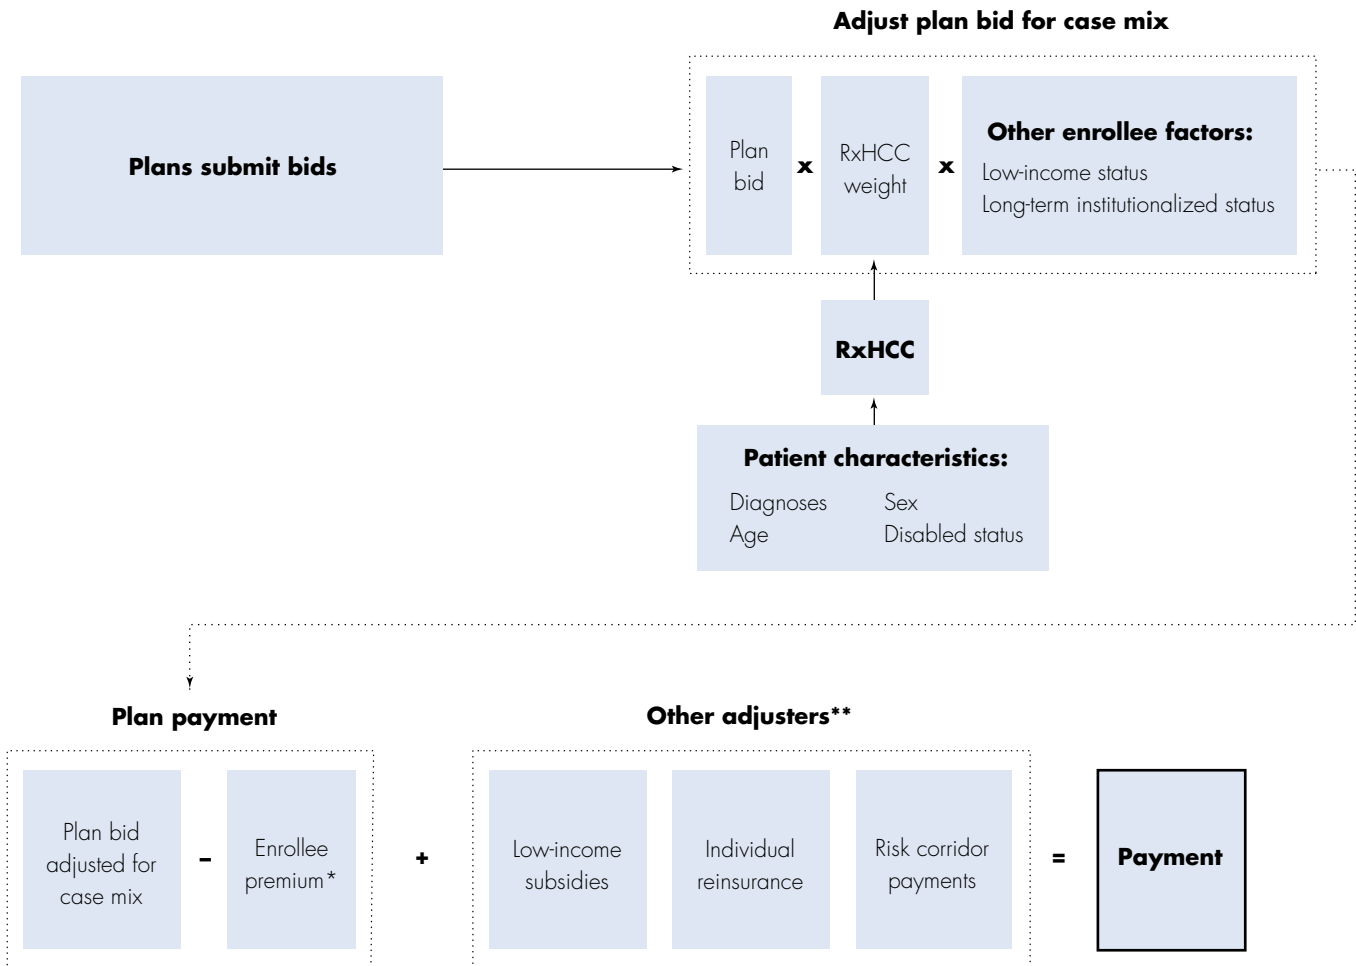 Adjust plan bid for case mix
Plans submit bids
Plan
bid
x
RxHCC
weight
x
Other enrollee factors:
Low-income status
Long-term institutionalized status
RxHCC
Patient characteristics:
Diagnoses Sex
Age Disabled status
Plan payment
Other adjusters**
Plan bid
adjusted for
case mix
–
Enrollee
premium*
+
Low-income
subsidies
Individual
reinsurance
Risk corridor
payments
=
Payment